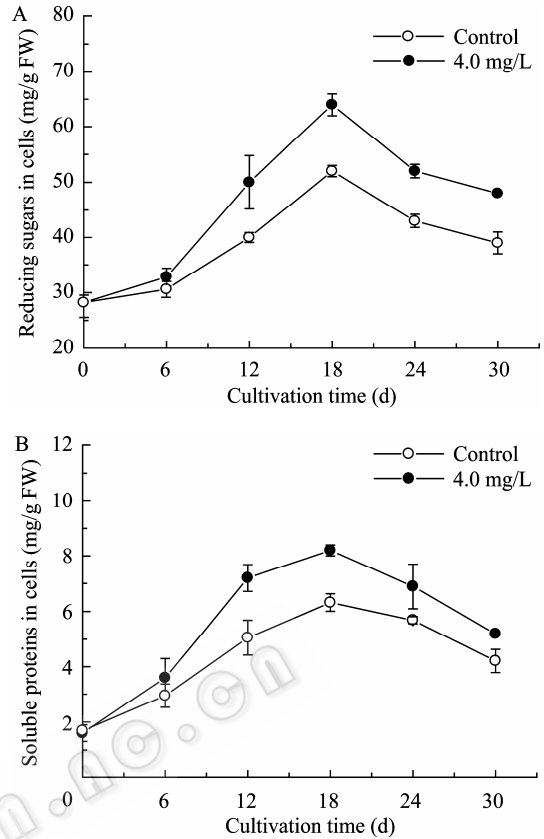 A
80
70
60
50
40
30
20
Reducing sugars in cells (mg/g FW)
Control
4.0 mg/L
0 6 12 18 24 30
Cultivation time (d)
B
12
10
8
6
4
2
0
Soluble proteins in cells (mg/g FW)
Control
4.0 mg/L
6 12 18 24 30
Cultivation time (d)
n.ac.cn